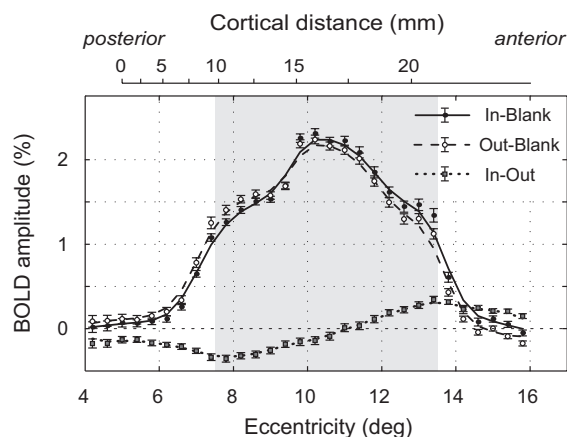 Cortical distance (mm)
posterior
anterior
0 5 10 15 20
In-Blank
Out-Blank
In-Out
BOLD amplitude (%)
2
1
0
4 6 8 10 12 14 16
Eccentricity (deg)